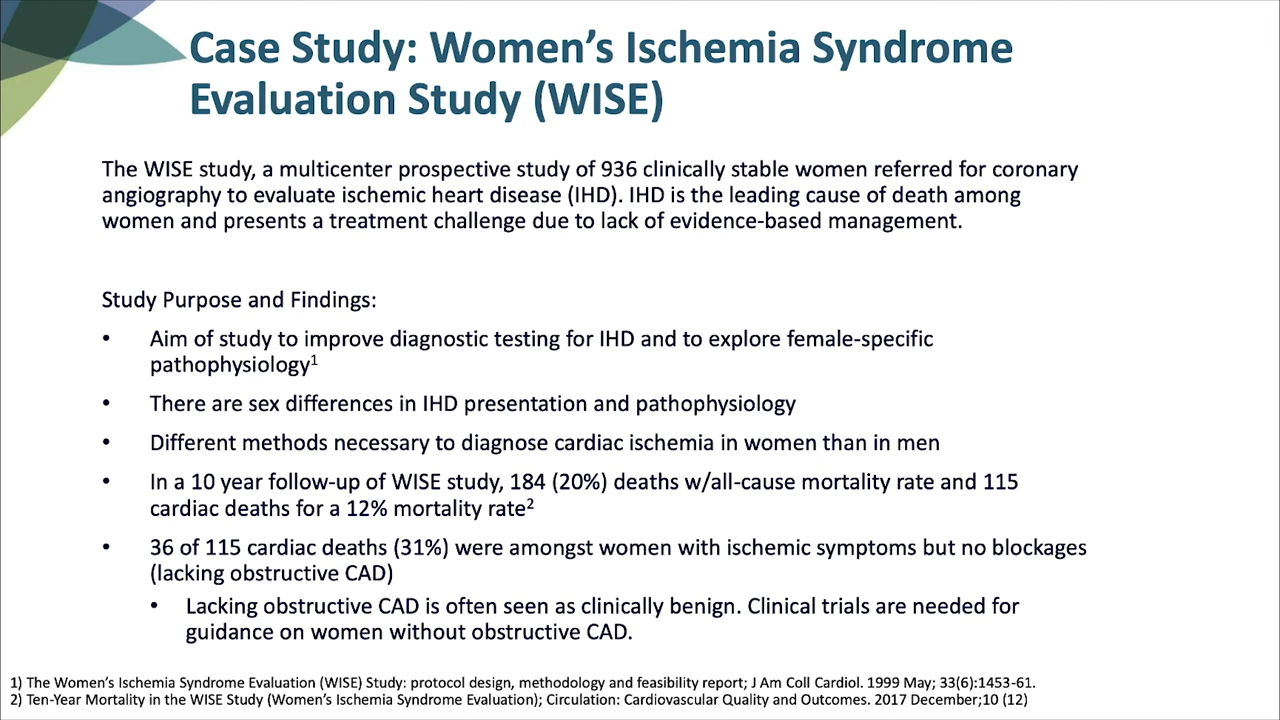 Case Study: Women’s Ischemia Syndrome
Evaluation Study (WISE)
The WISE study, a multicenter prospective study of 936 clinically stable women referred for coronary
angiography to evaluate ischemic heart disease (IHD). IHD is the leading cause of death among
women and presents a treatment challenge due to lack of evidence-based management.
Study Purpose and Findings:
• Aim of study to improve diagnostic testing for IHD and to explore female-specific
pathophysiology¹
• There are sex differences in IHD presentation and pathophysiology
• Different methods necessary to diagnose cardiac ischemia in women than in men
• In a 10 year follow-up of WISE study, 184 (20%) deaths w/all-cause mortality rate and 115
cardiac deaths for a 12% mortality rate²
• 36 of 115 cardiac deaths (31%) were amongst women with ischemic symptoms but no blockages
(lacking obstructive CAD)
• Lacking obstructive CAD is often seen as clinically benign. Clinical trials are needed for
guidance on women without obstructive CAD.
1) The Women’s Ischemia Syndrome Evaluation (WISE) Study: protocol design, methodology and feasibility report; J Am Coll Cardiol. 1999 May; 33(6):1453-61.
2) Ten-Year Mortality in the WISE Study (Women’s Ischemia Syndrome Evaluation); Circulation: Cardiovascular Quality and Outcomes. 2017 December;10 (12)